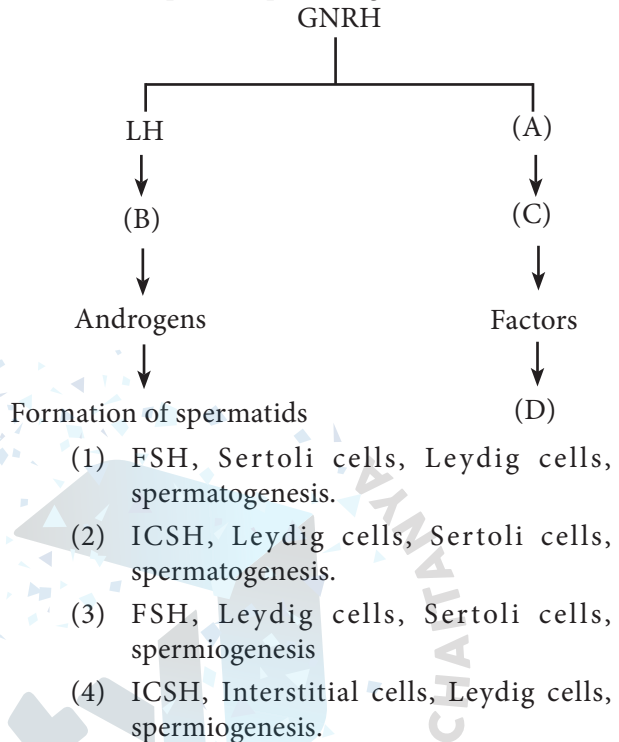 GNRH
LH (A)
(B) (C)
Androgens Factors
Formation of spermatids (D)
(1) FSH, Sertoli cells, Leydig cells,
spermatogenesis.
(2) ICSH, Leydig cells, Sertoli cells,
spermatogenesis.
(3) FSH, Leydig cells, Sertoli cells,
spermiogenesis
(4) ICSH, Interstitial cells, Leydig cells,
spermiogenesis.
CHAITANYA